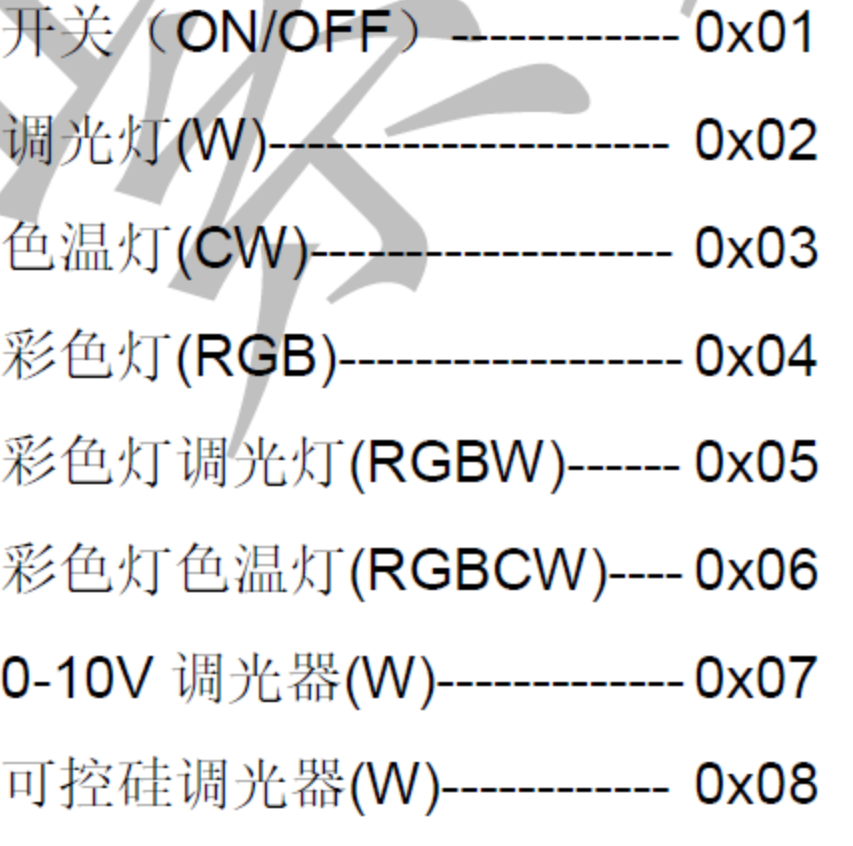 开关（ON/OFF）------------ 0x01
调光灯(W)--------------------- 0x02
色温灯(CW)------------------- 0x03
彩色灯(RGB)------------------ 0x04
彩色灯调光灯(RGBW)------ 0x05
彩色灯色温灯(RGBCW)---- 0x06
0-10V 调光器(W)------------- 0x07
可控硅调光器(W)------------ 0x08